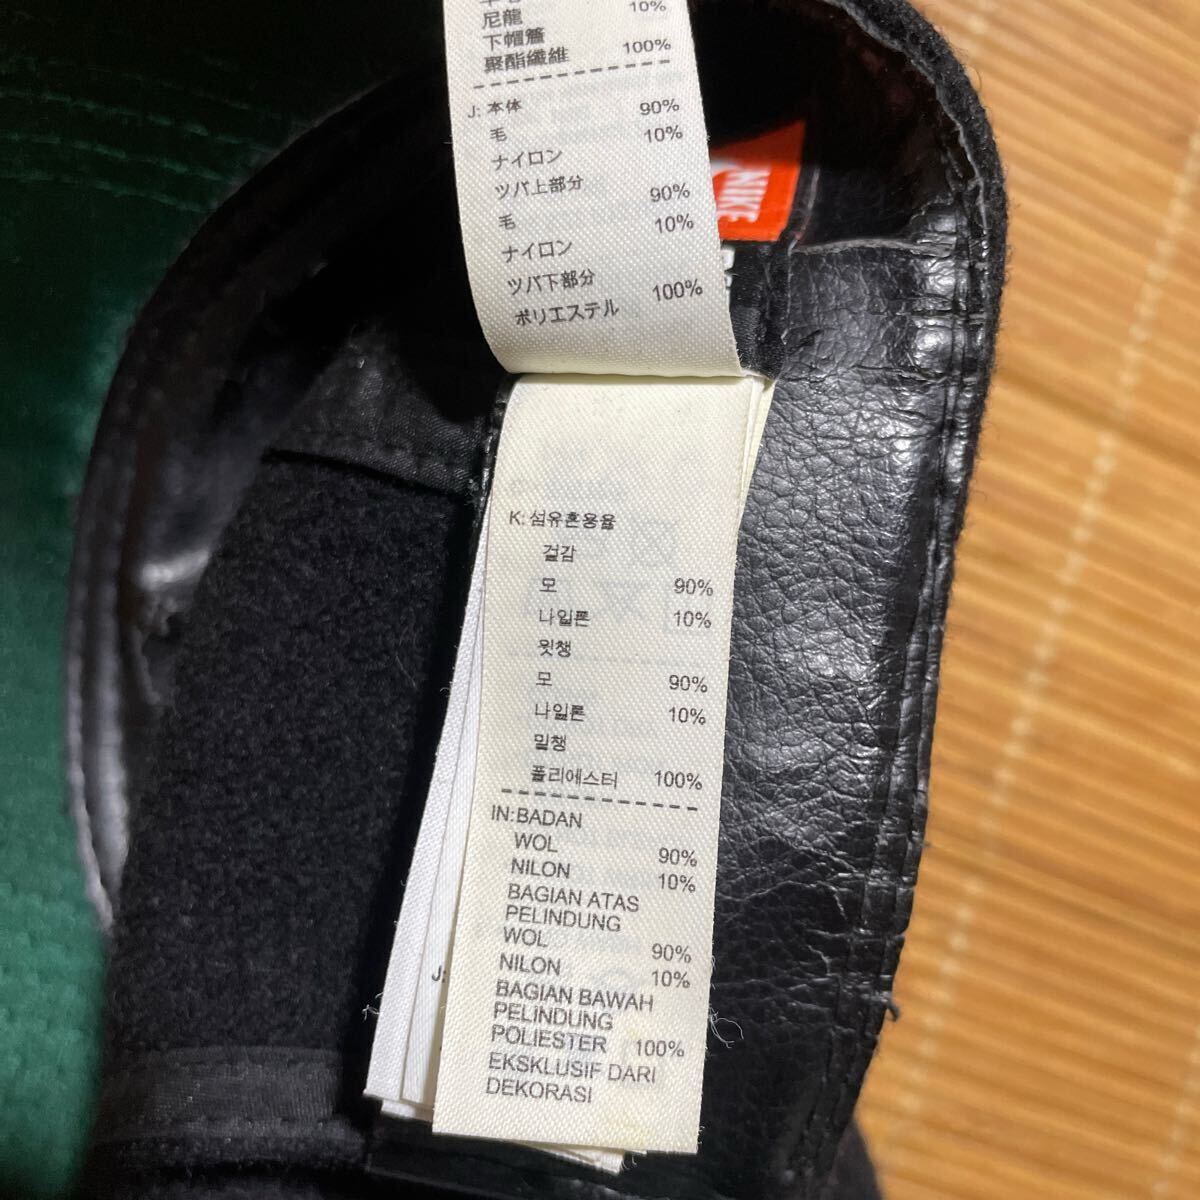 尼龍 10%
下帽簷
聚酯纖維 100%
J: 本体 90%
毛 10%
ナイロン
ツバ上部分 90%
毛 10%
ナイロン
ツバ下部分 100%
ポリエステル
NIKE
K: 섬유혼용율
겉감
모 90%
나일론 10%
윗챙
모 90%
나일론 10%
밑챙
폴리에스터 100%
IN:BADAN
WOL 90%
NILON 10%
BAGIAN ATAS
PELINDUNG
WOL 90%
NILON 10%
BAGIAN BAWAH
PELINDUNG
POLIESTER 100%
EKSKLUSIF DARI
DEKORASI
J: